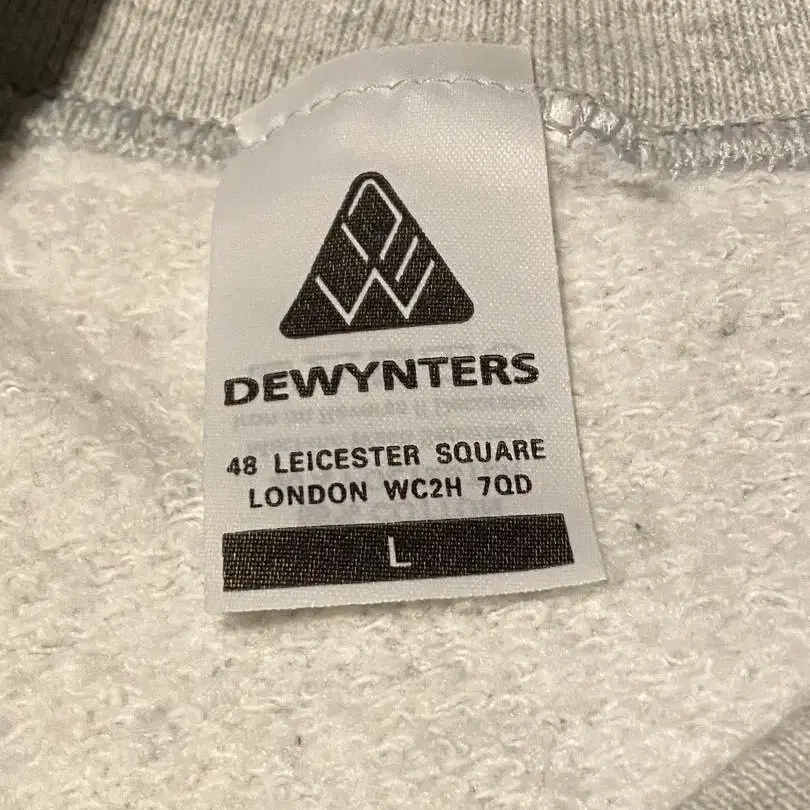 DEWYNTERS
48 LEICESTER SQUARE
LONDON WC2H 7QD
L